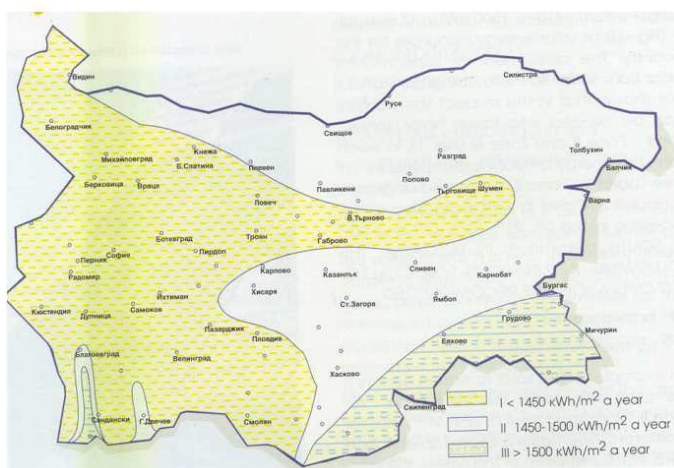 Видин
Силистра
Русе
Белоградчик
Свищов
Кнежа
Михайловград
Б.Слатина
Плевен
Разград
Толбухин
Балчик
Берковица
Враца
Павликени
Попово
Търговище
Шумен
Варна
Ловеч
В.Търново
Ботевград
Троян
Габрово
София
Пирдоп
Перник
Радомир
Карлово
Казанлък
Сливен
Карнобат
Ихтиман
Хисаря
Бургас
Кюстендил
Дупница
Самоков
Ст.Загора
Ямбол
Грудово
Пазарджик
Пловдив
Елхово
Мичурин
Благоевград
Велинград
Хасково
Свиленград
Сандански
Г.Делчев
Смолян
I < 1450 kWh/m² a year
II 1450-1500 kWh/m² a year
III > 1500 kWh/m² a year